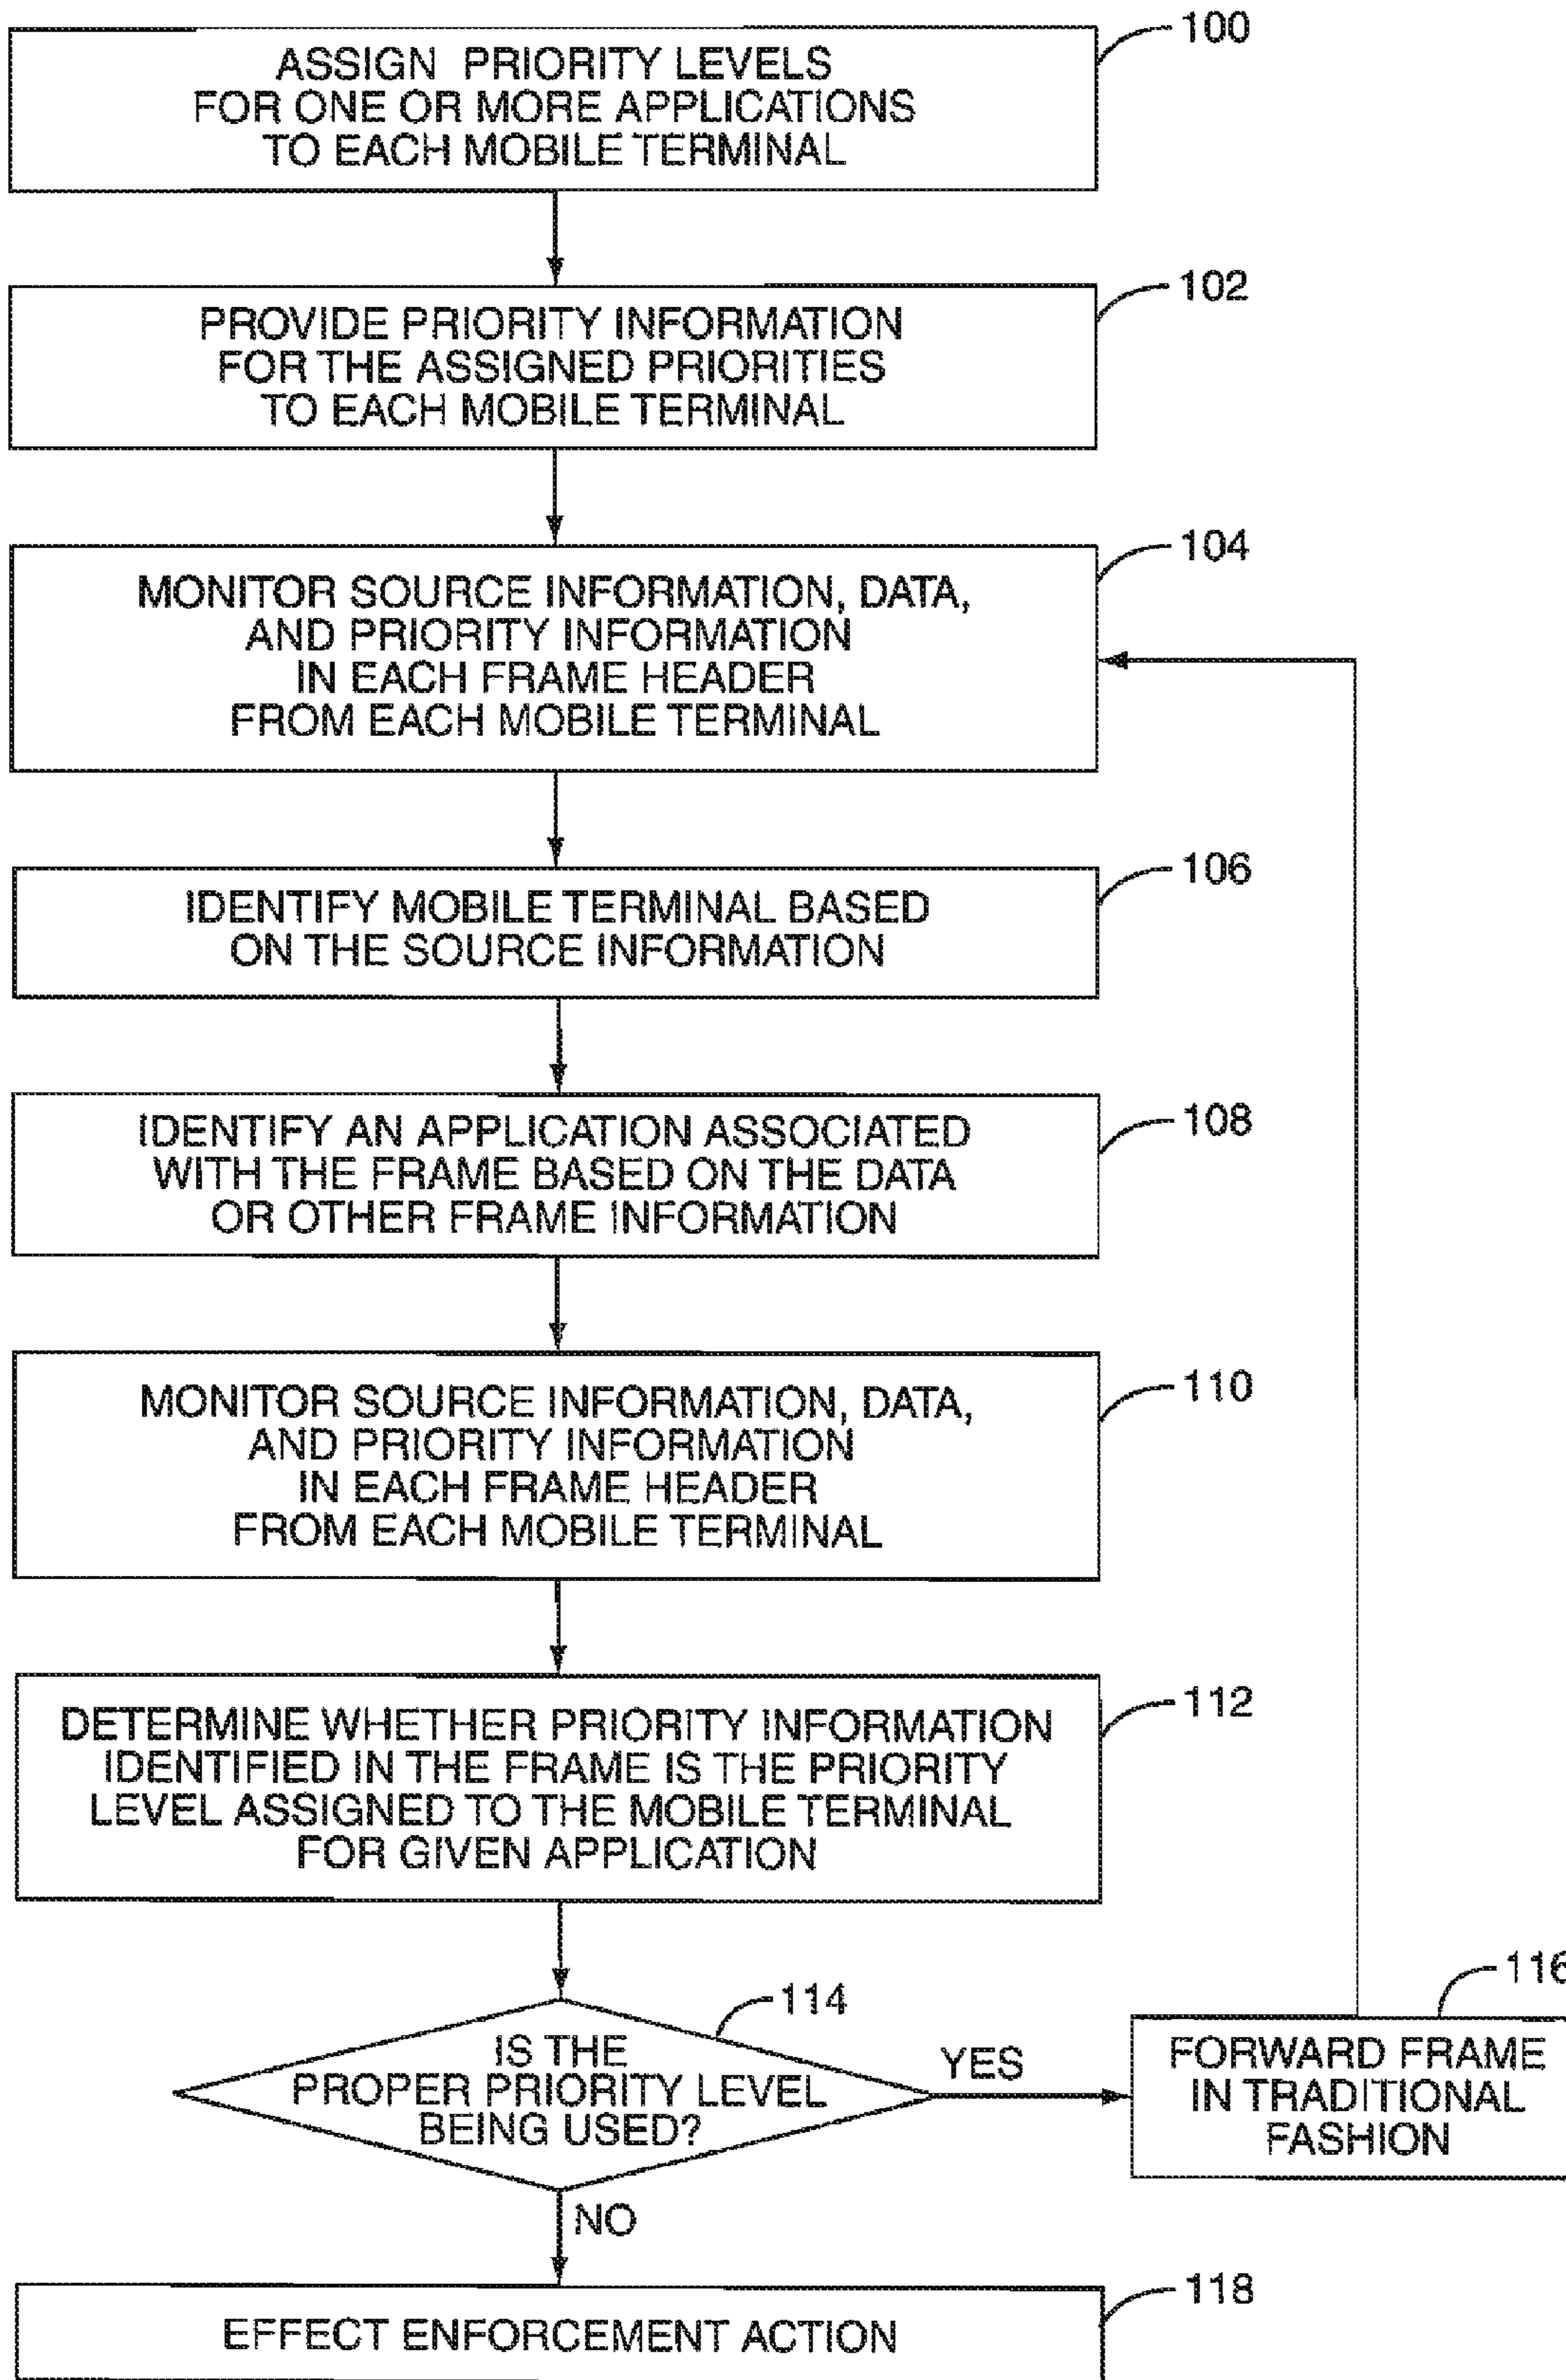 100
ASSIGN PRIORITY LEVELS
FOR ONE OR MORE APPLICATIONS
TO EACH MOBILE TERMINAL
102
PROVIDE PRIORITY INFORMATION
FOR THE ASSIGNED PRIORITIES
TO EACH MOBILE TERMINAL
104
MONITOR SOURCE INFORMATION, DATA,
AND PRIORITY INFORMATION
IN EACH FRAME HEADER
FROM EACH MOBILE TERMINAL
106
IDENTIFY MOBILE TERMINAL BASED
ON THE SOURCE INFORMATION
108
IDENTIFY AN APPLICATION ASSOCIATED
WITH THE FRAME BASED ON THE DATA
OR OTHER FRAME INFORMATION
110
MONITOR SOURCE INFORMATION, DATA,
AND PRIORITY INFORMATION
IN EACH FRAME HEADER
FROM EACH MOBILE TERMINAL
112
DETERMINE WHETHER PRIORITY INFORMATION
IDENTIFIED IN THE FRAME IS THE PRIORITY
LEVEL ASSIGNED TO THE MOBILE TERMINAL
FOR GIVEN APPLICATION
114
IS THE
PROPER PRIORITY LEVEL
BEING USED?
YES
116
FORWARD FRAME
IN TRADITIONAL
FASHION
NO
118
EFFECT ENFORCEMENT ACTION